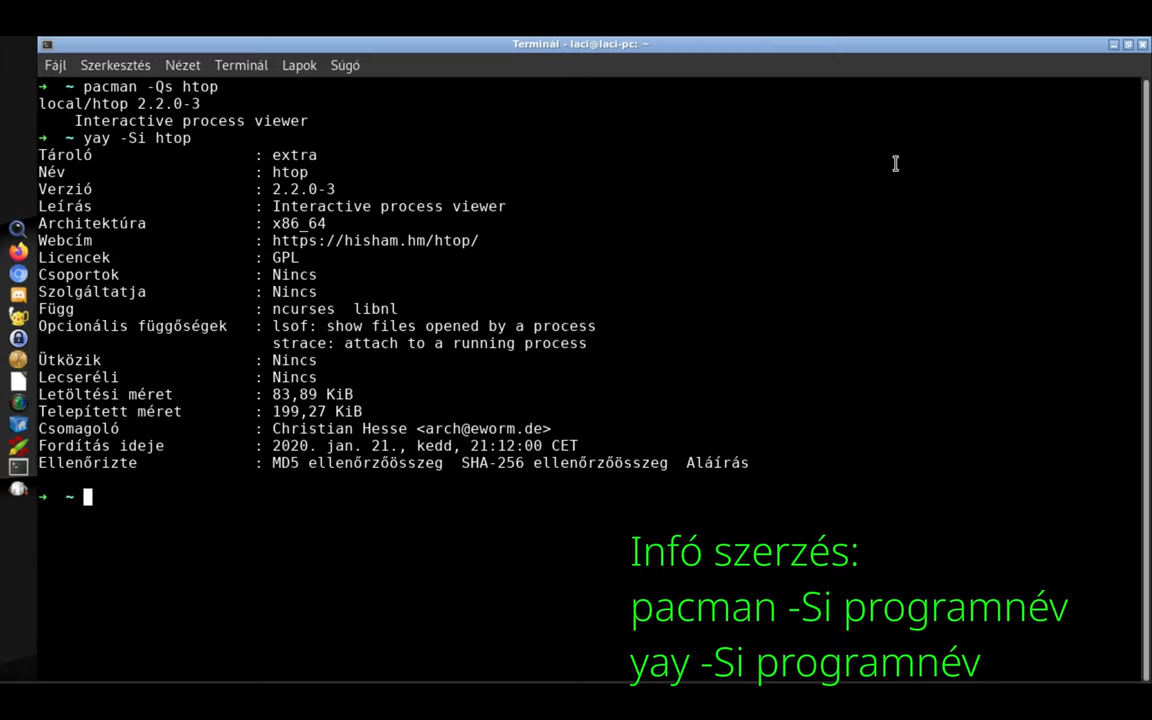 Terminál - laci@laci-pc: ~
Fájl Szerkesztés Nézet Terminál Lapok Súgó
➜ ~ pacman -Qs htop
local/htop 2.2.0-3
Interactive process viewer
➜ ~ yay -Si htop
Tároló : extra
Név : htop
Verzió : 2.2.0-3
Leírás : Interactive process viewer
Architektúra : x86_64
Webcím : https://hisham.hm/htop/
Licencek : GPL
Csoportok : Nincs
Szolgáltatja : Nincs
Függ : ncurses libnl
Opcionális függőségek : lsof: show files opened by a process
strace: attach to a running process
Ütközik : Nincs
Lecseréli : Nincs
Letöltési méret : 83,89 KiB
Telepített méret : 199,27 KiB
Csomagoló : Christian Hesse <arch@eworm.de>
Fordítás ideje : 2020. jan. 21., kedd, 21:12:00 CET
Ellenőrizte : MD5 ellenőrzőösszeg SHA-256 ellenőrzőösszeg Aláírás
➜ ~
Infó szerzés:
pacman -Si programnév
yay -Si programnév